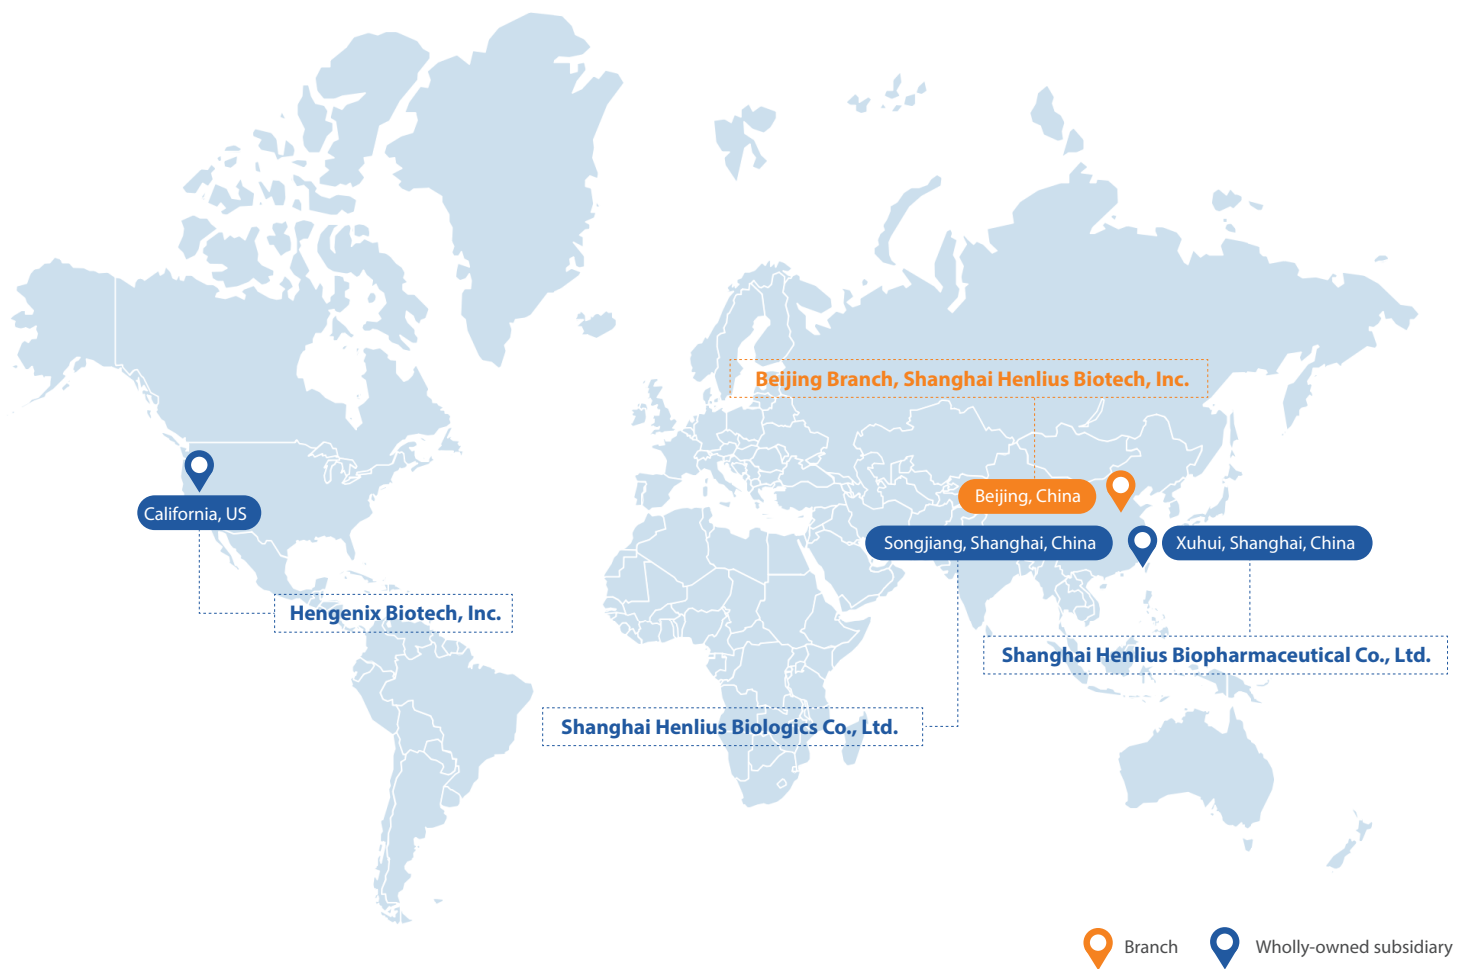 Beijing Branch, Shanghai Henlius Biotech, Inc.
Beijing, China
California, US
Songjiang, Shanghai, China
Xuhui, Shanghai, China
Hengenix Biotech, Inc.
Shanghai Henlius Biopharmaceutical Co., Ltd.
Shanghai Henlius Biologics Co., Ltd.
Branch
Wholly-owned subsidiary